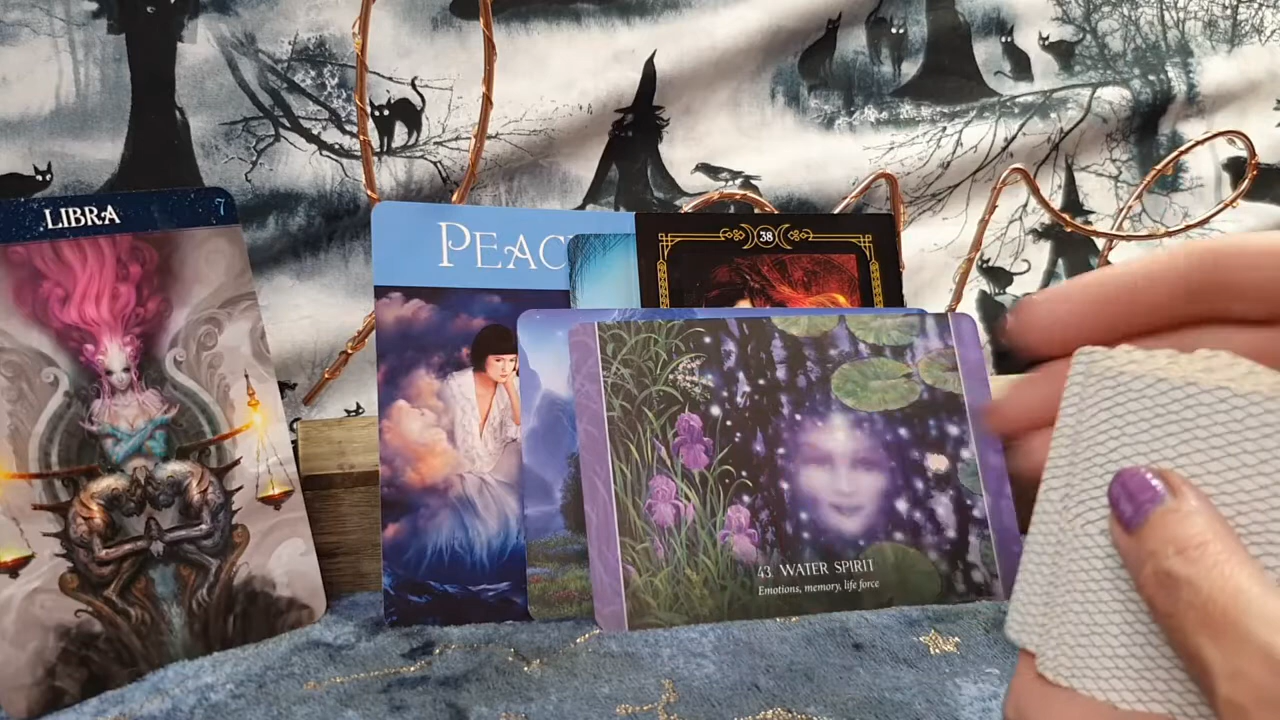 LIBRA
7
PEAC
38
43. WATER SPIRIT
Emotions, memory, life force